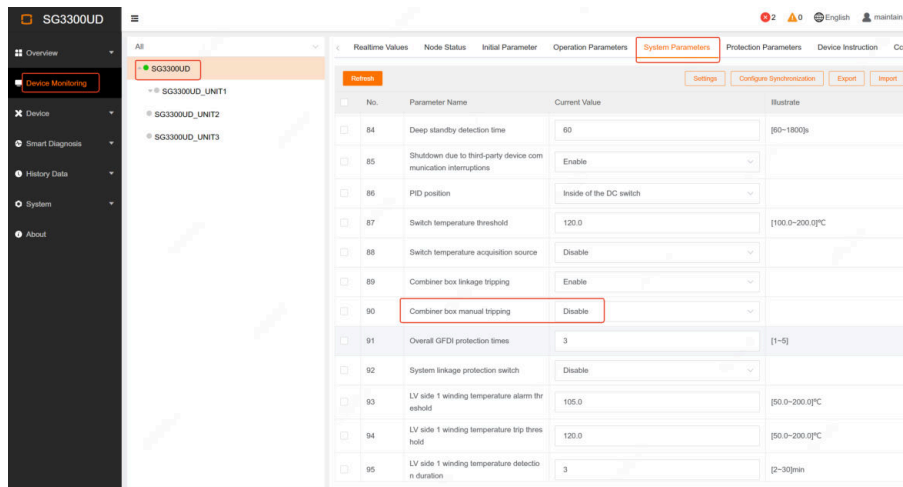 SG3300UD
2
0
English
maintain
Overview
Device Monitoring
Device
Smart Diagnosis
History Data
System
About
All
SG3300UD
SG3300UD_UNIT1
SG3300UD_UNIT2
SG3300UD_UNIT3
Realtime Values Node Status Initial Parameter Operation Parameters System Parameters Protection Parameters Device Instruction Co
Refresh Settings Configure Synchronization Export Import
No. Parameter Name Current Value Illustrate
84 Deep standby detection time 60 [60~1800]s
85 Shutdown due to third-party device com
munication interruptions Enable
86 PID position Inside of the DC switch
87 Switch temperature threshold 120.0 [100.0~200.0]℃
88 Switch temperature acquisition source Disable
89 Combiner box linkage tripping Enable
90 Combiner box manual tripping Disable
91 Overall GFDI protection times 3 [1~5]
92 System linkage protection switch Disable
93 LV side 1 winding temperature alarm thr
eshold 105.0 [50.0~200.0]℃
94 LV side 1 winding temperature trip thres
hold 120.0 [50.0~200.0]℃
95 LV side 1 winding temperature detectio
n duration 3 [2~30]min